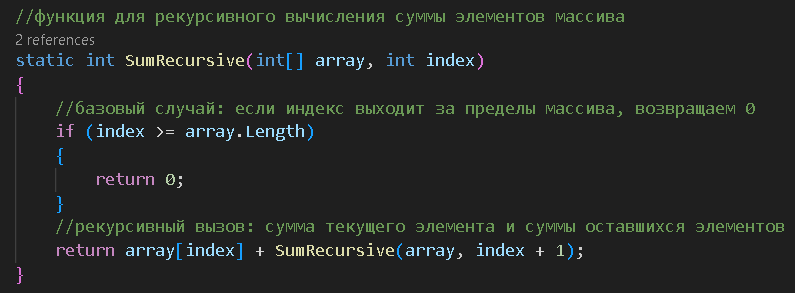 //функция для рекурсивного вычисления суммы элементов массива
2 references
static int SumRecursive(int[] array, int index)
{
    //базовый случай: если индекс выходит за пределы массива, возвращаем 0
    if (index >= array.Length)
    {
        return 0;
    }
    //рекурсивный вызов: сумма текущего элемента и суммы оставшихся элементов
    return array[index] + SumRecursive(array, index + 1);
}